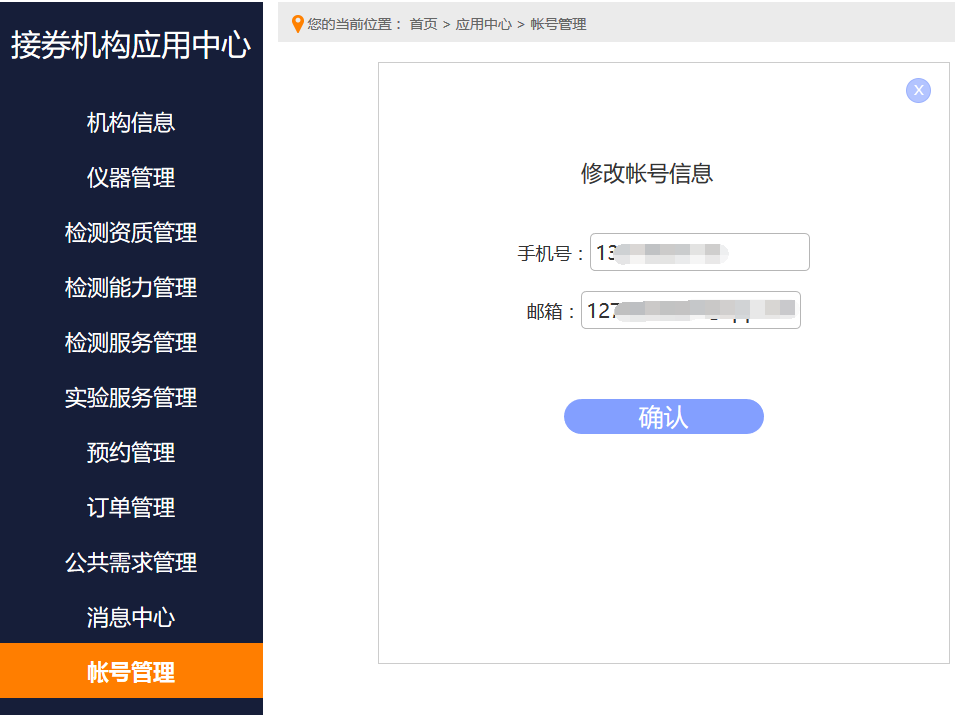 接券机构应用中心
机构信息
仪器管理
检测资质管理
检测能力管理
检测服务管理
实验服务管理
预约管理
订单管理
公共需求管理
消息中心
帐号管理
您的当前位置： 首页 > 应用中心 > 帐号管理
X
修改帐号信息
手机号： 13
邮箱： 127
确认